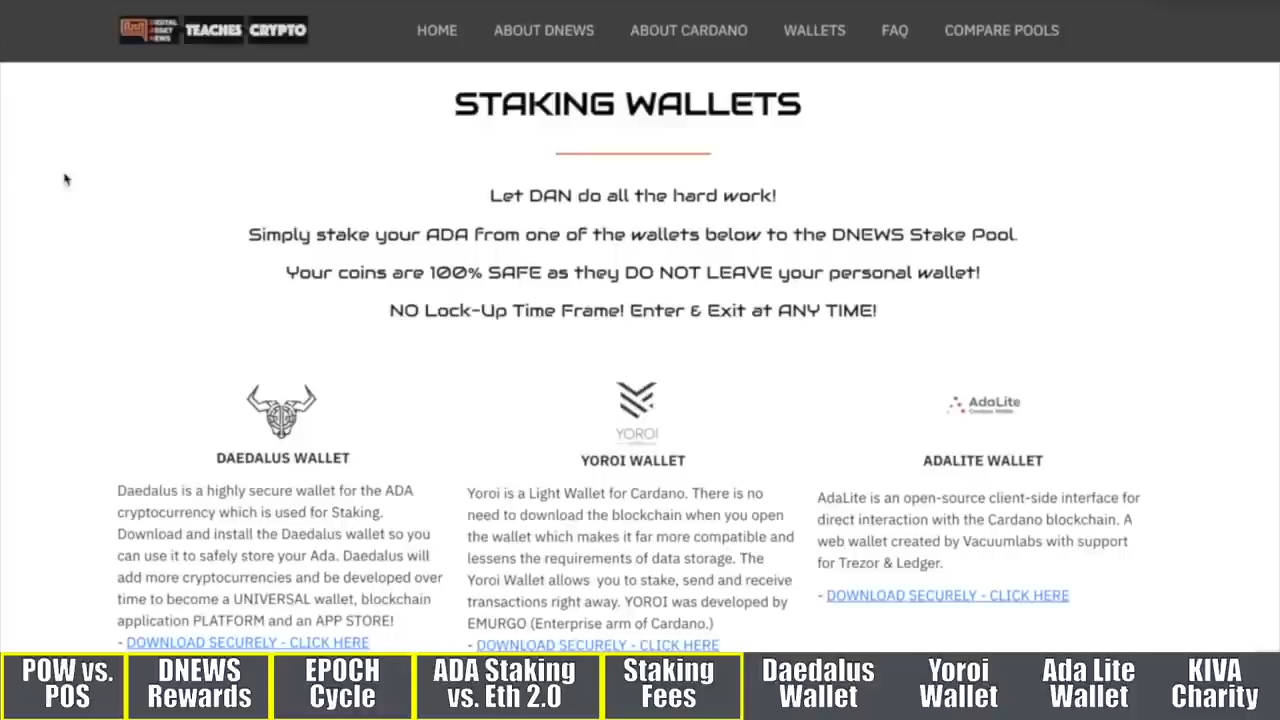 DIGITAL
ASSET
NEWS
TEACHES CRYPTO
HOME ABOUT DNEWS ABOUT CARDANO WALLETS FAQ COMPARE POOLS
STAKING WALLETS
Let DAN do all the hard work!
Simply stake your ADA from one of the wallets below to the DNEWS Stake Pool.
Your coins are 100% SAFE as they DO NOT LEAVE your personal wallet!
NO Lock-Up Time Frame! Enter & Exit at ANY TIME!
DAEDALUS WALLET
Daedalus is a highly secure wallet for the ADA
cryptocurrency which is used for Staking.
Download and install the Daedalus wallet so you
can use it to safely store your Ada. Daedalus will
add more cryptocurrencies and be developed over
time to become a UNIVERSAL wallet, blockchain
application PLATFORM and an APP STORE!
- DOWNLOAD SECURELY - CLICK HERE
YOROI
YOROI WALLET
Yoroi is a Light Wallet for Cardano. There is no
need to download the blockchain when you open
the wallet which makes it far more compatible and
lessens the requirements of data storage. The
Yoroi Wallet allows you to stake, send and receive
transactions right away. YOROI was developed by
EMURGO (Enterprise arm of Cardano.)
- DOWNLOAD SECURELY - CLICK HERE
AdaLite
Cardano Wallet
ADALITE WALLET
AdaLite is an open-source client-side interface for
direct interaction with the Cardano blockchain. A
web wallet created by Vacuumlabs with support
for Trezor & Ledger.
- DOWNLOAD SECURELY - CLICK HERE
POW vs.
POS
DNEWS
Rewards
EPOCH
Cycle
ADA Staking
vs. Eth 2.0
Staking
Fees
Daedalus
Wallet
Yoroi
Wallet
Ada Lite
Wallet
KIVA
Charity